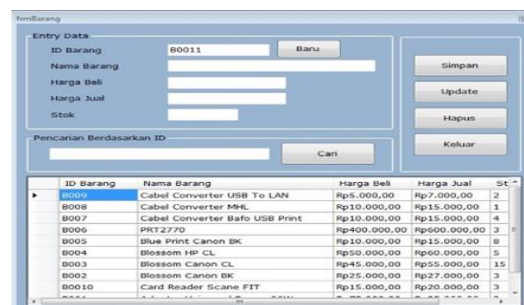 frmBarang
Entry Data
ID Barang B0011 Baru
Nama Barang
Harga Beli
Harga Jual
Stok
Simpan
Update
Hapus
Keluar
Pencarian Berdasarkan ID
Cari
ID Barang Nama Barang Harga Beli Harga Jual St
B009 Cabel Converter USB To LAN Rp5.000,00 Rp7.000,00 2
B008 Cabel Converter MHL Rp10.000,00 Rp15.000,00 1
B007 Cabel Converter Bafo USB Print Rp10.000,00 Rp15.000,00 4
B006 PRT2770 Rp400.000,00 Rp600.000,00 3
B005 Blue Print Canon BK Rp10.000,00 Rp15.000,00 8
B004 Blossom HP CL Rp50.000,00 Rp60.000,00 5
B003 Blossom Canon CL Rp45.000,00 Rp55.000,00 15
B002 Blossom Canon BK Rp25.000,00 Rp27.000,00 3
B0010 Card Reader Scane FIT Rp15.000,00 Rp20.000,00 3